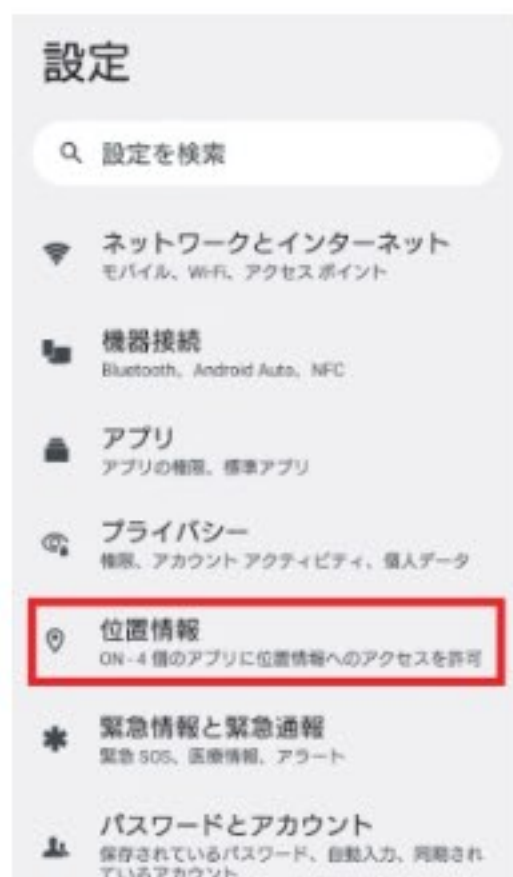 設定
設定を検索
ネットワークとインターネット
モバイル、Wi-Fi、アクセス ポイント
機器接続
Bluetooth、Android Auto、NFC
アプリ
アプリの権限、標準アプリ
プライバシー
権限、アカウント アクティビティ、個人データ
位置情報
ON - 4 個のアプリに位置情報へのアクセスを許可
緊急情報と緊急通報
緊急 SOS、医療情報、アラート
パスワードとアカウント
保存されているパスワード、自動入力、同期され
ているアカウント